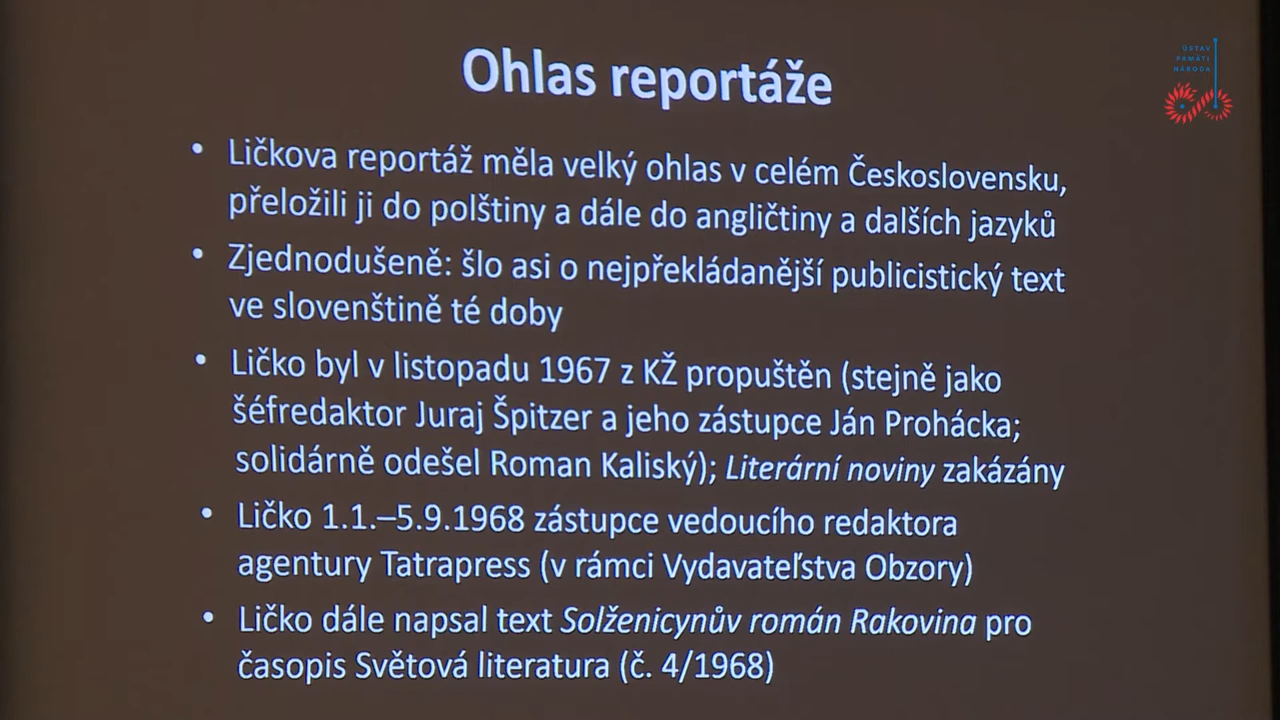 Ohlas reportáže
ÚSTAV
PAMÄTI
NÁRODA
• Ličkova reportáž měla velký ohlas v celém Československu,
přeložili ji do polštiny a dále do angličtiny a dalších jazyků
• Zjednodušeně: šlo asi o nejpřekládanější publicistický text
ve slovenštině té doby
• Ličko byl v listopadu 1967 z KŽ propuštěn (stejně jako
šéfredaktor Juraj Špitzer a jeho zástupce Ján Prohácka;
solidárně odešel Roman Kaliský); Literární noviny zakázány
• Ličko 1.1.–5.9.1968 zástupce vedoucího redaktora
agentury Tatrapress (v rámci Vydavateľstva Obzory)
• Ličko dále napsal text Solženicynův román Rakovina pro
časopis Světová literatura (č. 4/1968)